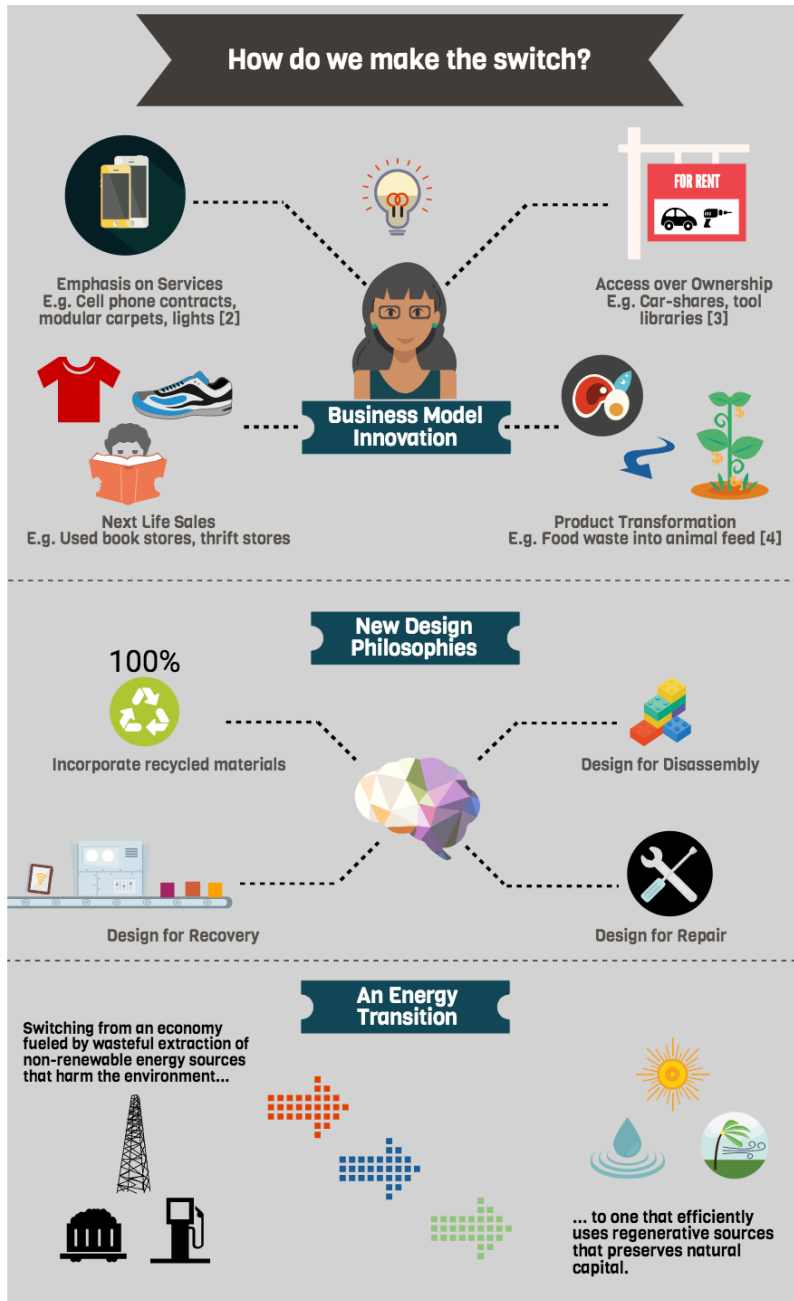 How do we make the switch?
FOR RENT
Emphasis on Services
E.g. Cell phone contracts,
modular carpets, lights [2]
Access over Ownership
E.g. Car-shares, tool
libraries [3]
Business Model
Innovation
Next Life Sales
E.g. Used book stores, thrift stores
Product Transformation
E.g. Food waste into animal feed [4]
New Design
Philosophies
100%
Incorporate recycled materials
Design for Disassembly
Design for Recovery
Design for Repair
An Energy
Transition
Switching from an economy
fueled by wasteful extraction of
non-renewable energy sources
that harm the environment...
... to one that efficiently
uses regenerative sources
that preserves natural
capital.